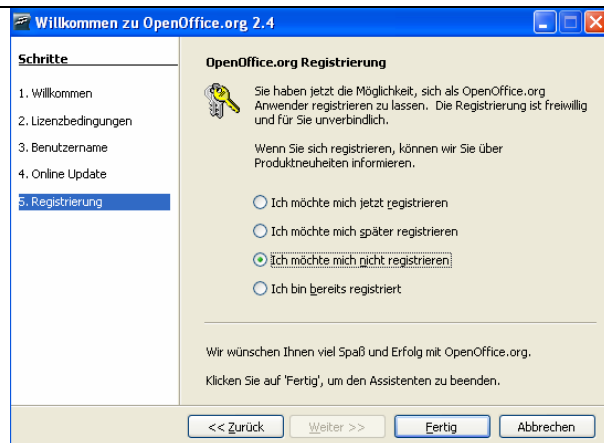 Willkommen zu OpenOffice.org 2.4
Schritte
1. Willkommen
2. Lizenzbedingungen
3. Benutzername
4. Online Update
5. Registrierung
OpenOffice.org Registrierung
Sie haben jetzt die Möglichkeit, sich als OpenOffice.org
Anwender registrieren zu lassen. Die Registrierung ist freiwillig
und für Sie unverbindlich.
Wenn Sie sich registrieren, können wir Sie über
Produktneuheiten informieren.
Ich möchte mich jetzt registrieren
Ich möchte mich später registrieren
Ich möchte mich nicht registrieren
Ich bin bereits registriert
Wir wünschen Ihnen viel Spaß und Erfolg mit OpenOffice.org.
Klicken Sie auf 'Fertig', um den Assistenten zu beenden.
<< Zurück
Weiter >>
Fertig
Abbrechen